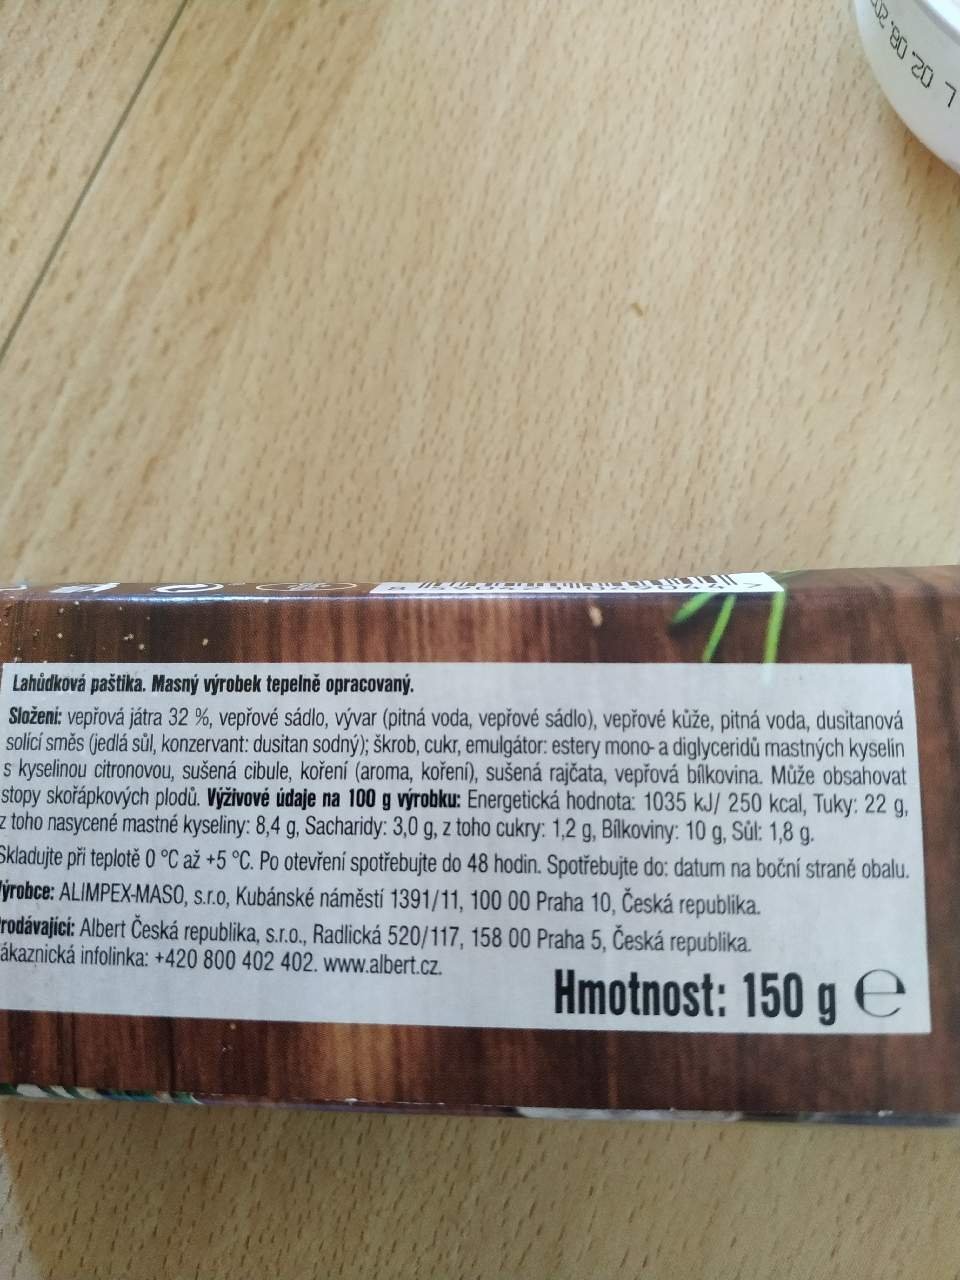 L 02. 08. 20
Lahůdková paštika. Masný výrobek tepelně opracovaný.
Složení: vepřová játra 32 %, vepřové sádlo, vývar (pitná voda, vepřové sádlo), vepřové kůže, pitná voda, dusitanová
solicí směs (jedlá sůl, konzervant: dusitan sodný); škrob, cukr, emulgátor: estery mono- a diglyceridů mastných kyselin
s kyselinou citronovou, sušená cibule, koření (aroma, koření), sušená rajčata, vepřová bílkovina. Může obsahovat
stopy skořápkových plodů. Výživové údaje na 100 g výrobku: Energetická hodnota: 1035 kJ/ 250 kcal, Tuky: 22 g,
z toho nasycené mastné kyseliny: 8,4 g, Sacharidy: 3,0 g, z toho cukry: 1,2 g, Bílkoviny: 10 g, Sůl: 1,8 g.
Skladujte při teplotě 0 °C až +5 °C. Po otevření spotřebujte do 48 hodin. Spotřebujte do: datum na boční straně obalu.
ýrobce: ALIMPEX-MASO, s.r.o, Kubánské náměstí 1391/11, 100 00 Praha 10, Česká republika.
rodávající: Albert Česká republika, s.r.o., Radlická 520/117, 158 00 Praha 5, Česká republika.
ákaznická infolinka: +420 800 402 402. www.albert.cz.
Hmotnost: 150 g e